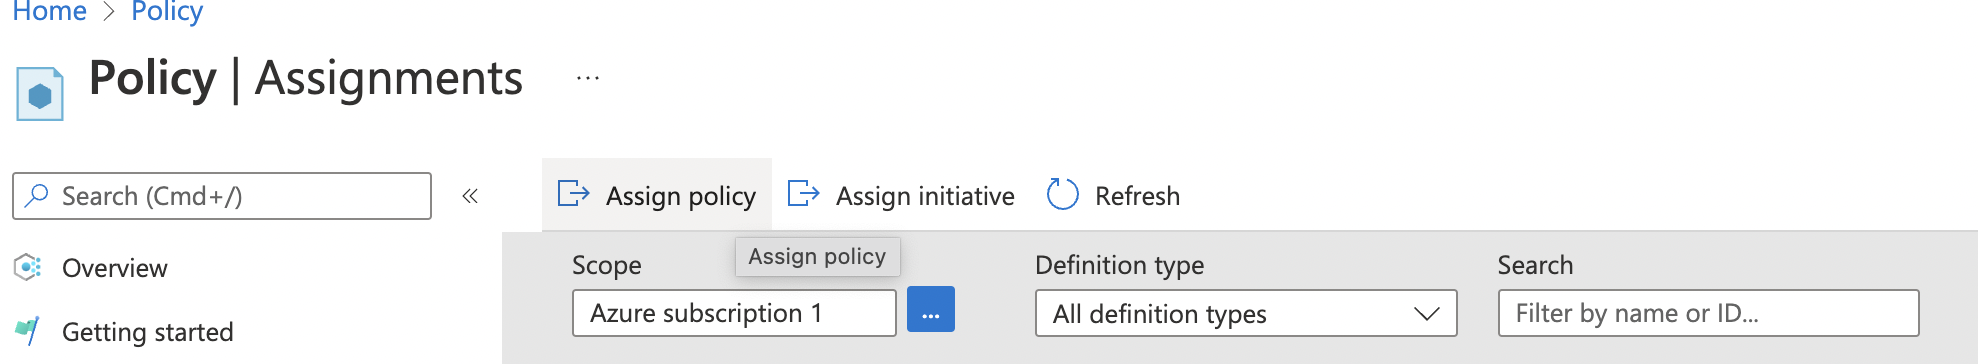 Home > Policy
Policy | Assignments ...
Search (Cmd+/) «
Assign policy Assign initiative Refresh
Assign policy
Overview
Scope Definition type Search
Azure subscription 1 ... All definition types Filter by name or ID...
Getting started